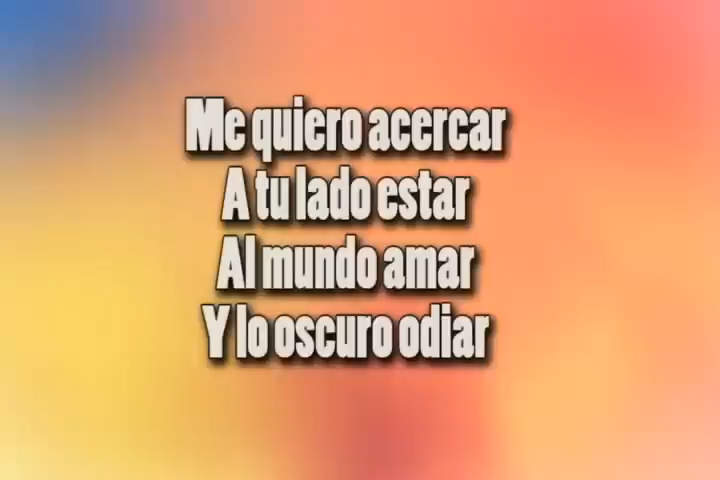 Me quiero acercar
A tu lado estar
Al mundo amar
Y lo oscuro odiar